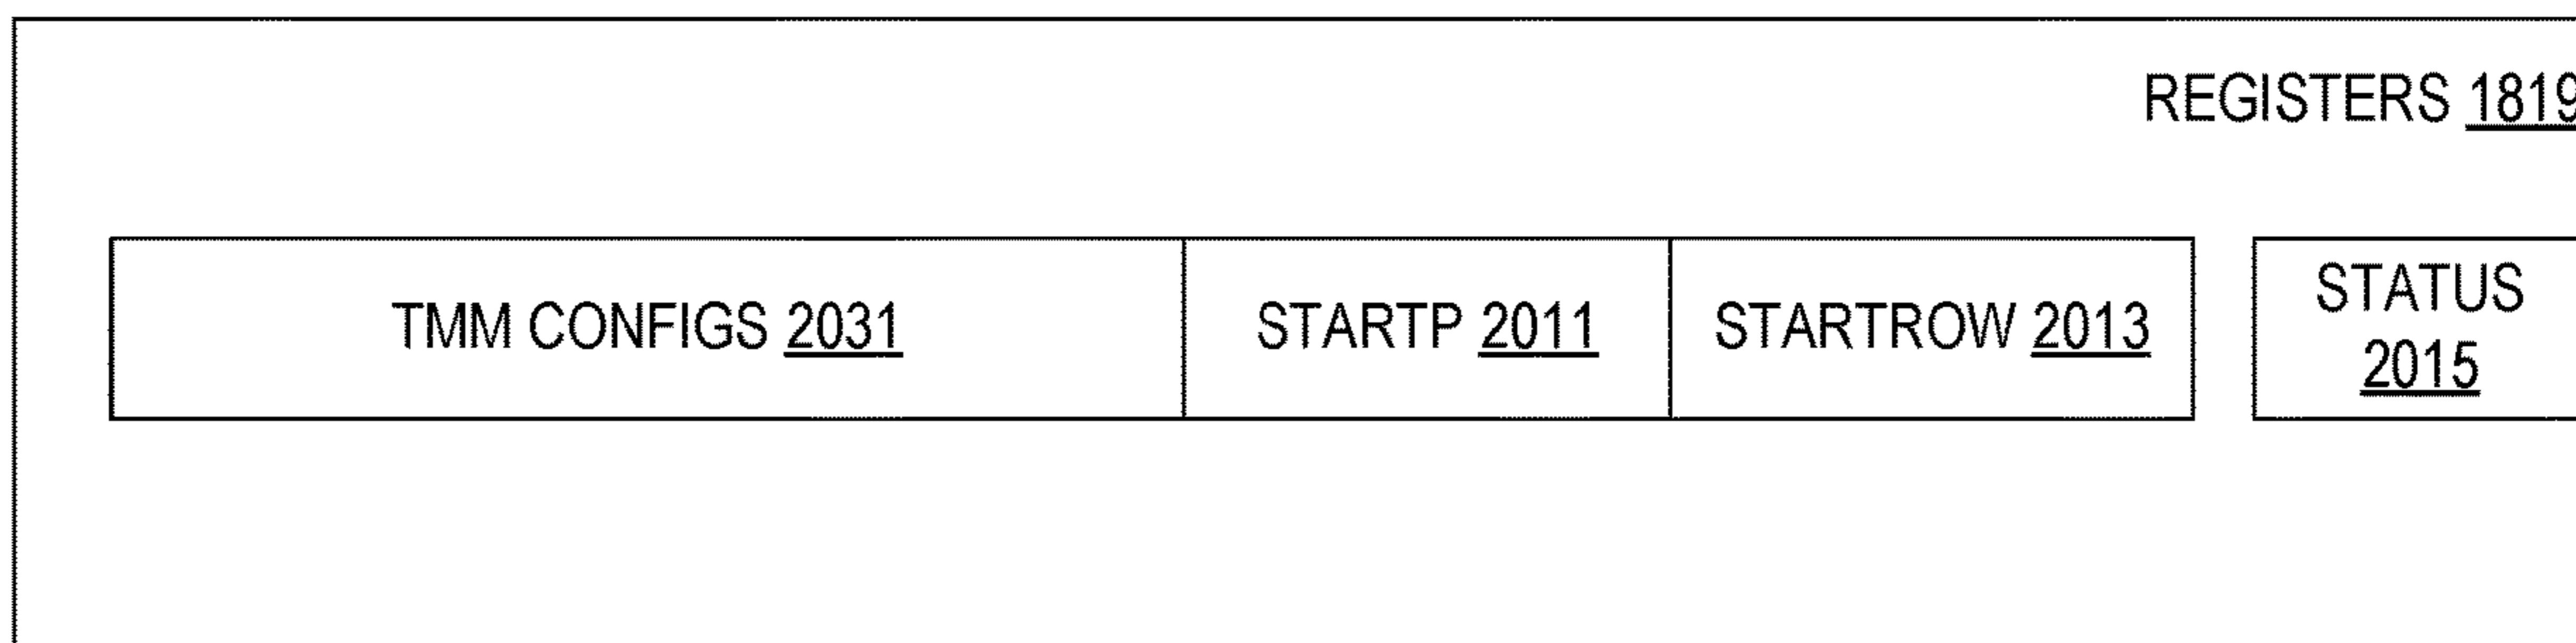 REGISTERS 1819
TMM CONFIGS 2031
STARTP 2011
STARTROW 2013
STATUS
2015